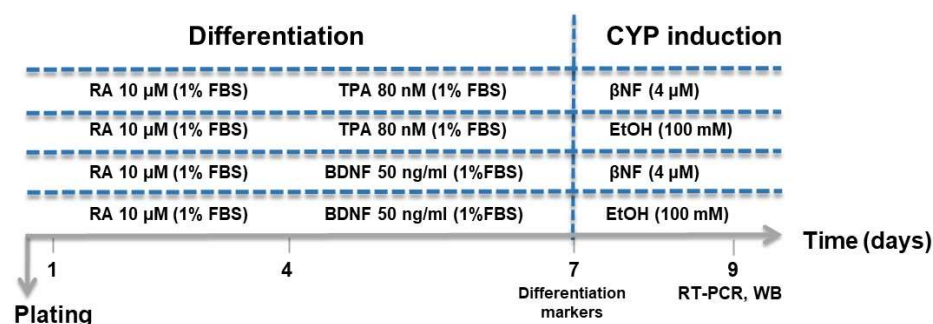 Differentiation CYP induction
RA 10 µM (1% FBS) TPA 80 nM (1% FBS) βNF (4 µM)
RA 10 µM (1% FBS) TPA 80 nM (1% FBS) EtOH (100 mM)
RA 10 µM (1% FBS) BDNF 50 ng/ml (1%FBS) βNF (4 µM)
RA 10 µM (1% FBS) BDNF 50 ng/ml (1%FBS) EtOH (100 mM)
Time (days)
1 4 7 9
Differentiation RT-PCR, WB
markers
Plating